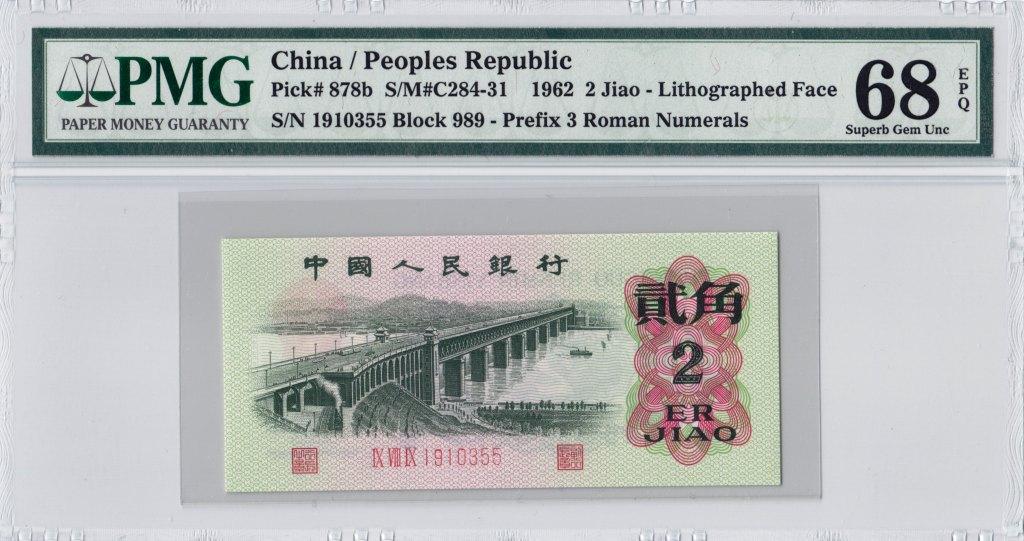 PMG
PAPER MONEY GUARANTY
China / Peoples Republic
Pick# 878b S/M#C284-31 1962 2 Jiao - Lithographed Face
S/N 1910355 Block 989 - Prefix 3 Roman Numerals
68
EPQ
Superb Gem Unc
中國人民銀行
貳角
2
ER
JIAO
IX VIII IX 1910355